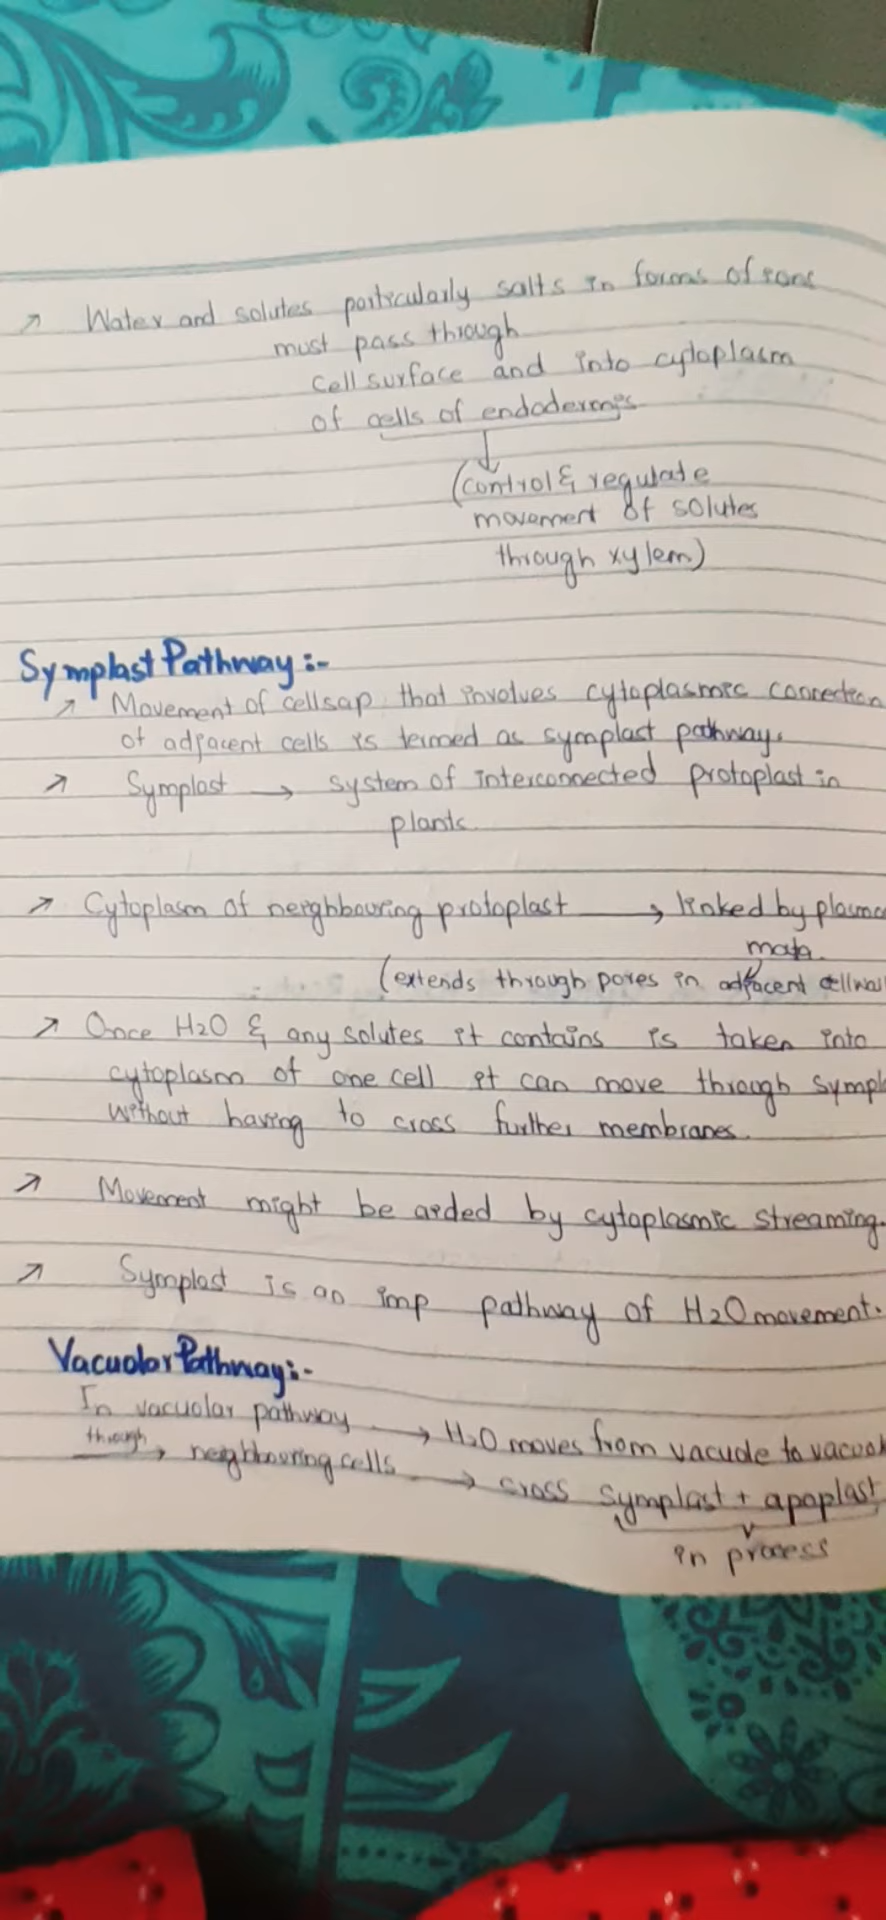 ↗ Water and solutes particularly salts in forms of ions
must pass through
cell surface and into cytoplasm
of cells of endodermis
↓
(control & regulate
movement of solutes
through xylem)
Symplast Pathway :-
↗ Movement of cellsap that involves cytoplasmic connection
of adjacent cells is termed as symplast pathway.
↗ Symplast → system of interconnected protoplast in
plants.
↗ Cytoplasm of neighbouring protoplast → linked by plasmo
mata.
(extends through pores in adjacent cellwal
↗ Once H2O & any solutes it contains is taken into
cytoplasm of one cell it can move through sympl
without having to cross further membranes.
↗ Movement might be aided by cytoplasmic streaming.
↗ Symplast is an imp pathway of H2O movement.
Vacuolar Pathway:-
In vacuolar pathway → H2O moves from vacuole to vacuol
through → neighbouring cells → cross symplast + apoplast
in process